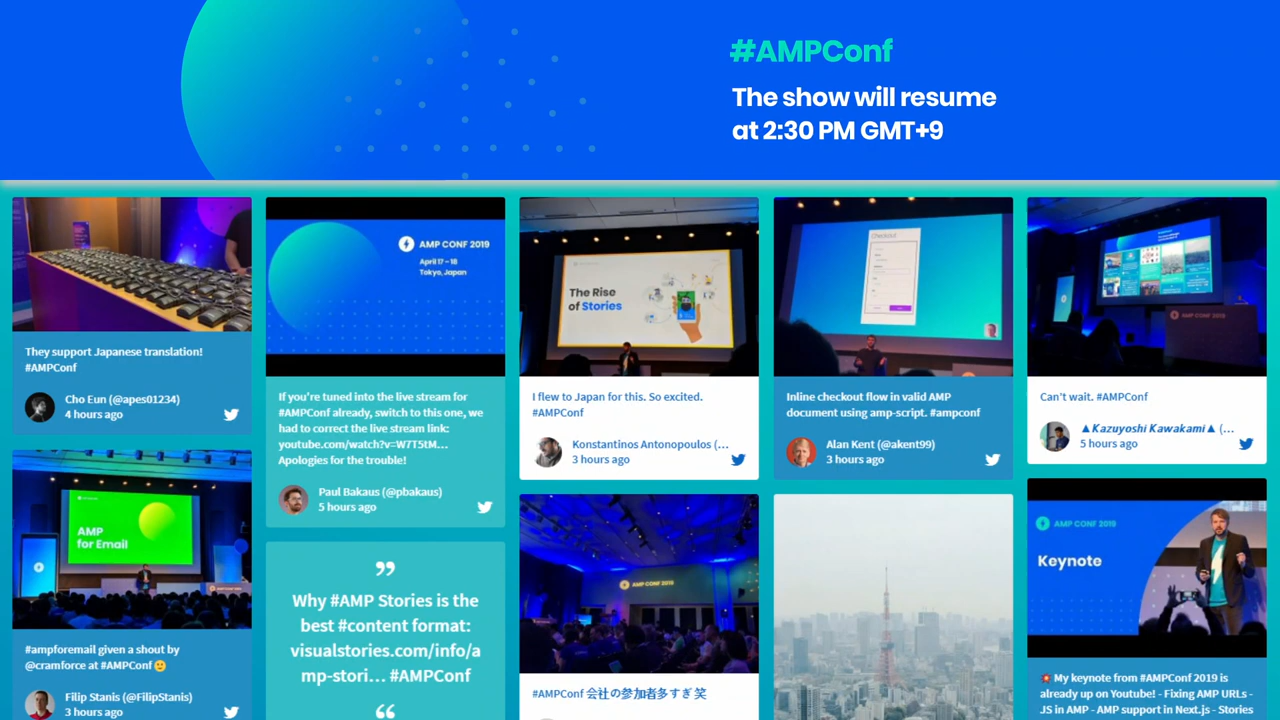 #AMPConf
The show will resume
at 2:30 PM GMT+9
They support Japanese translation!
#AMPConf
Cho Eun (@apes01234)
4 hours ago
AMP
for Email
#ampforemail given a shout by
@cramforce at #AMPConf 🙂
Filip Stanis (@FilipStanis)
3 hours ago
AMP CONF 2019
April 17 – 18
Tokyo, Japan
If you're tuned into the live stream for
#AMPConf already, switch to this one, we
had to correct the live stream link:
youtube.com/watch?v=W7T5tM...
Apologies for the trouble!
Paul Bakaus (@pbakaus)
5 hours ago
”
Why #AMP Stories is the
best #content format:
visualstories.com/info/a
mp-stori... #AMPConf
“
The Rise
of Stories
I flew to Japan for this. So excited.
#AMPConf
Konstantinos Antonopoulos (...
3 hours ago
AMP CONF 2019
#AMPConf 会社の参加者多すぎ 笑
Checkout
Inline checkout flow in valid AMP
document using amp-script. #ampconf
Alan Kent (@akent99)
3 hours ago
AMP CONF 2019
Can't wait. #AMPConf
▲Kazuyoshi Kawakami▲ (...
5 hours ago
AMP CONF 2019
Keynote
💥 My keynote from #AMPConf 2019 is
already up on Youtube! - Fixing AMP URLs -
JS in AMP - AMP support in Next.js - Stories